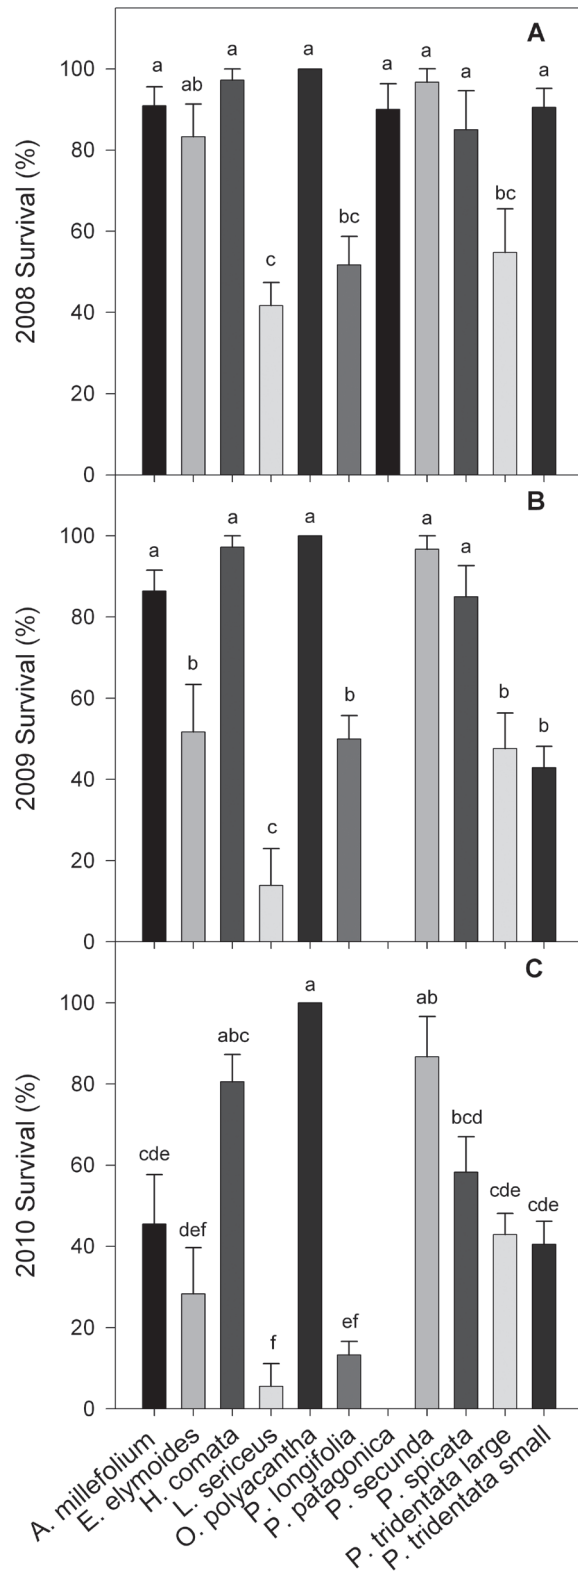 A
2008 Survival (%)
100
80
60
40
20
0
a
ab
a
c
a
bc
a
a
a
bc
a
B
2009 Survival (%)
100
80
60
40
20
0
a
b
a
c
a
b
a
a
b
b
C
2010 Survival (%)
100
80
60
40
20
0
cde
def
abc
f
a
ef
ab
bcd
cde
cde
A. millefolium
E. elymoides
H. comata
L. sericeus
O. polyacantha
P. longifolia
P. patagonica
P. secunda
P. spicata
P. tridentata large
P. tridentata small